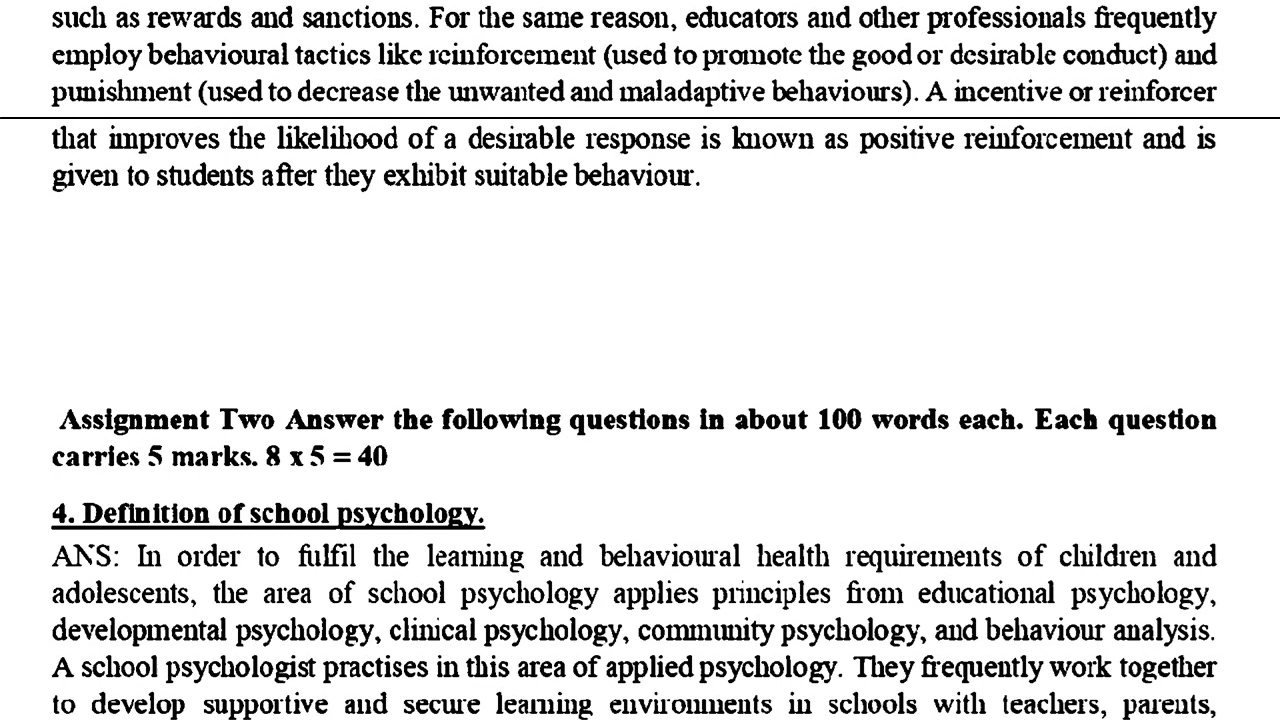 such as rewards and sanctions. For the same reason, educators and other professionals frequently
employ behavioural tactics like reinforcement (used to promote the good or desirable conduct) and
punishment (used to decrease the unwanted and maladaptive behaviours). A incentive or reinforcer
that improves the likelihood of a desirable response is known as positive reinforcement and is
given to students after they exhibit suitable behaviour.
Assignment Two Answer the following questions in about 100 words each. Each question
carries 5 marks. 8 x 5 = 40
4. Definition of school psychology.
ANS: In order to fulfil the learning and behavioural health requirements of children and
adolescents, the area of school psychology applies principles from educational psychology,
developmental psychology, clinical psychology, community psychology, and behaviour analysis.
A school psychologist practises in this area of applied psychology. They frequently work together
to develop supportive and secure learning environments in schools with teachers, parents,